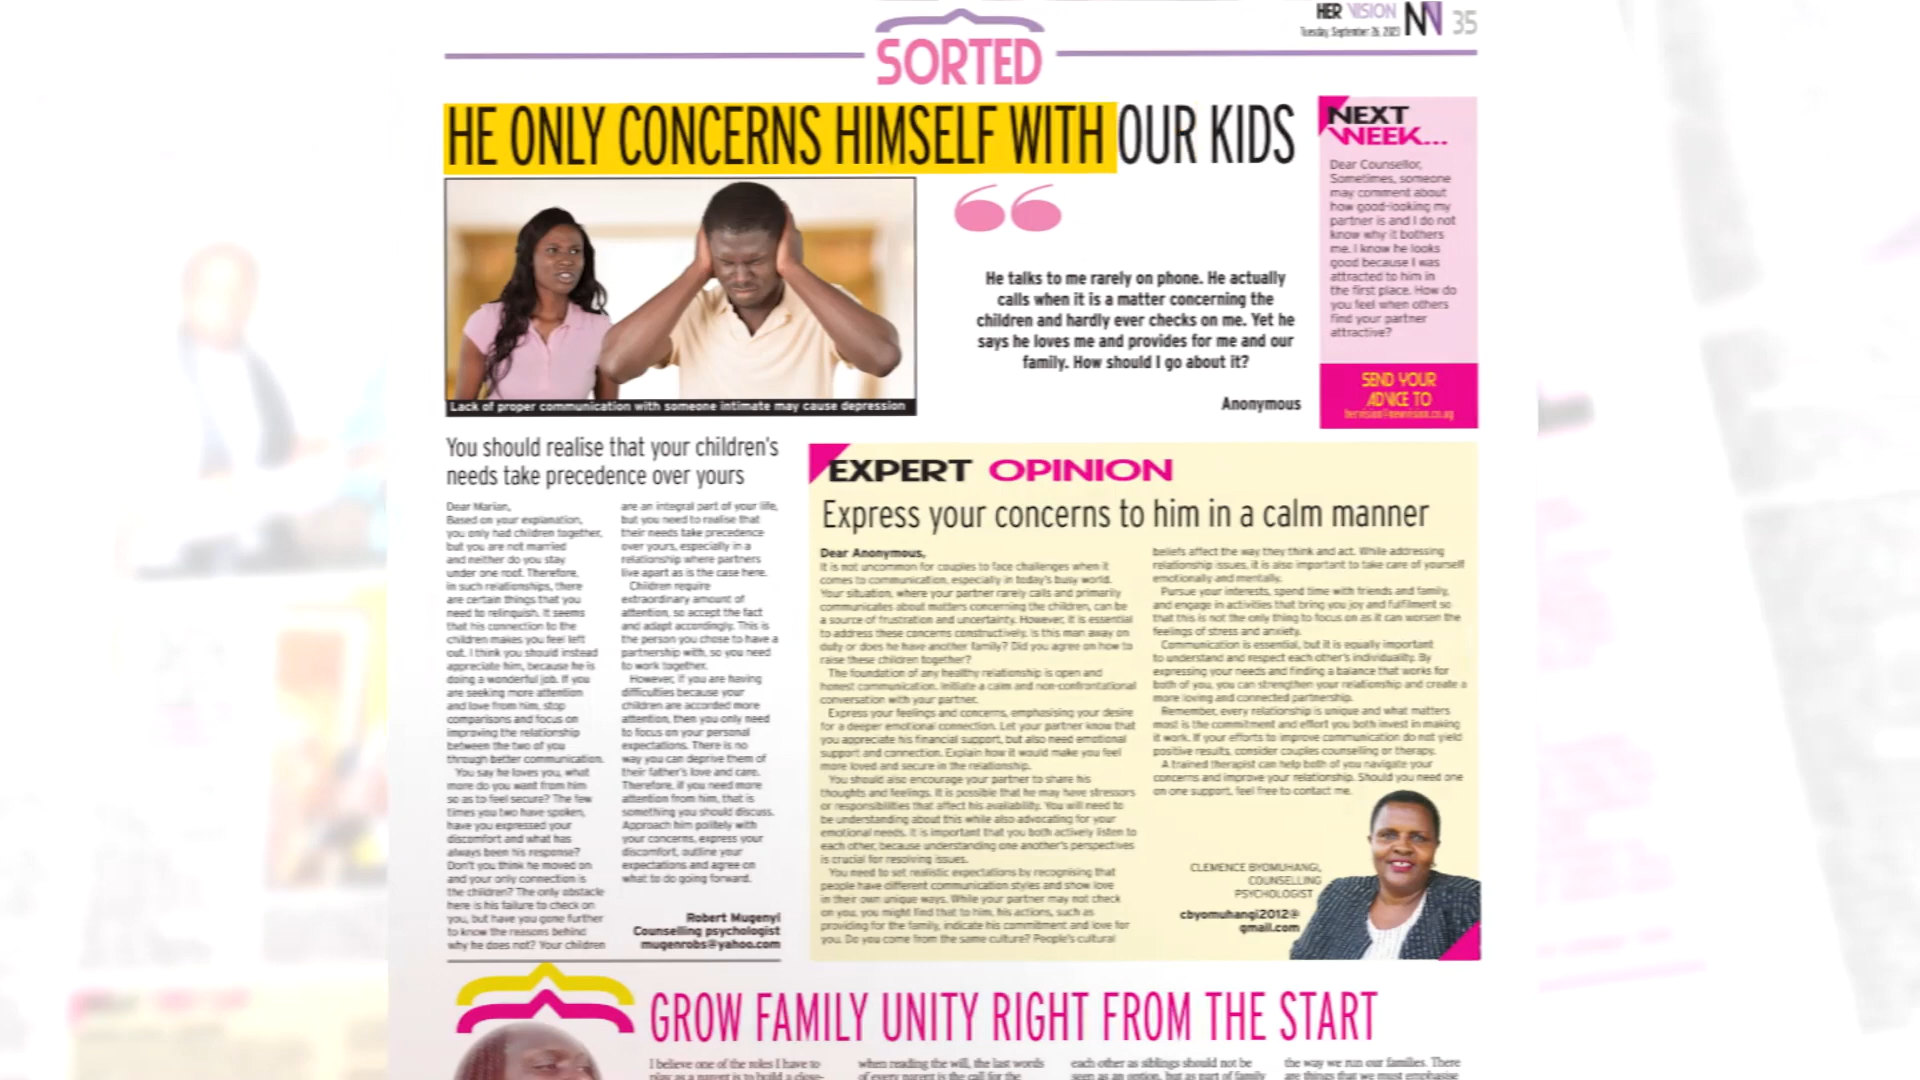 HER VISION
Tuesday, September 26, 2023
35
SORTED
HE ONLY CONCERNS HIMSELF WITH OUR KIDS
Lack of proper communication with someone intimate may cause depression
He talks to me rarely on phone. He actually
calls when it is a matter concerning the
children and hardly ever checks on me. Yet he
says he loves me and provides for me and our
family. How should I go about it?
Anonymous
NEXT
WEEK...
Dear Counsellor,
Sometimes, someone
may comment about
how good-looking my
partner is and I do not
know why it bothers
me. I know he looks
good because I was
attracted to him in
the first place. How do
you feel when others
find your partner
attractive?
SEND YOUR
ADVICE TO
hervision@newvision.co.ug
You should realise that your children's
needs take precedence over yours
Dear Marian,
Based on your explanation,
you only had children together,
but you are not married
and neither do you stay
under one roof. Therefore,
in such relationships, there
are certain things that you
need to relinquish. It seems
that his connection to the
children makes you feel left
out. I think you should instead
appreciate him, because he is
doing a wonderful job. If you
are seeking more attention
and love from him, stop
comparisons and focus on
improving the relationship
between the two of you
through better communication.
You say he loves you, what
more do you want from him
so as to feel secure? The few
times you two have spoken,
have you expressed your
discomfort and what has
always been his response?
Don't you think he moved on
and your only connection is
the children? The only obstacle
here is his failure to check on
you, but have you gone further
to know the reasons behind
why he does not? Your children
are an integral part of your life,
but you need to realise that
their needs take precedence
over yours, especially in a
relationship where partners
live apart as is the case here.
Children require
extraordinary amount of
attention, so accept the fact
and adapt accordingly. This is
the person you chose to have a
partnership with, so you need
to work together.
However, if you are having
difficulties because your
children are accorded more
attention, then you only need
to focus on your personal
expectations. There is no
way you can deprive them of
their father's love and care.
Therefore, if you need more
attention from him, that is
something you should discuss.
Approach him politely with
your concerns, express your
discomfort, outline your
expectations and agree on
what to do going forward.
Robert Mugenyi
Counselling psychologist
mugenrobs@yahoo.com
EXPERT OPINION
Express your concerns to him in a calm manner
Dear Anonymous,
It is not uncommon for couples to face challenges when it
comes to communication, especially in today's busy world.
Your situation, where your partner rarely calls and primarily
communicates about matters concerning the children, can be
a source of frustration and uncertainty. However, it is essential
to address these concerns constructively. Is this man away on
duty or does he have another family? Did you agree on how to
raise these children together?
The foundation of any healthy relationship is open and
honest communication. Initiate a calm and non-confrontational
conversation with your partner.
Express your feelings and concerns, emphasising your desire
for a deeper emotional connection. Let your partner know that
you appreciate his financial support, but also need emotional
support and connection. Explain how it would make you feel
more loved and secure in the relationship.
You should also encourage your partner to share his
thoughts and feelings. It is possible that he may have stressors
or responsibilities that affect his availability. You will need to
be understanding about this while also advocating for your
emotional needs. It is important that you both actively listen to
each other, because understanding one another's perspectives
is crucial for resolving issues.
You need to set realistic expectations by recognising that
people have different communication styles and show love
in their own unique ways. While your partner may not check
on you, you might find that to him, his actions, such as
providing for the family, indicate his commitment and love for
you. Do you come from the same culture? People's cultural
beliefs affect the way they think and act. While addressing
relationship issues, it is also important to take care of yourself
emotionally and mentally.
Pursue your interests, spend time with friends and family,
and engage in activities that bring you joy and fulfilment so
that this is not the only thing to focus on as it can worsen the
feelings of stress and anxiety.
Communication is essential, but it is equally important
to understand and respect each other's individuality. By
expressing your needs and finding a balance that works for
both of you, you can strengthen your relationship and create a
more loving and connected partnership.
Remember, every relationship is unique and what matters
most is the commitment and effort you both invest in making
it work. If your efforts to improve communication do not yield
positive results, consider couples counselling or therapy.
A trained therapist can help both of you navigate your
concerns and improve your relationship. Should you need one
on one support, feel free to contact me.
CLEMENCE BYOMUHANGI,
COUNSELLING
PSYCHOLOGIST
cbyomuhangi2012@
gmail.com
GROW FAMILY UNITY RIGHT FROM THE START
I believe one of the roles I have to
play as a parent is to build a close-
when reading the will, the last words
of every parent is the call for the
each other as siblings should not be
seen as an option, but as part of family
the way we run our families. There
are things that we must emphasise